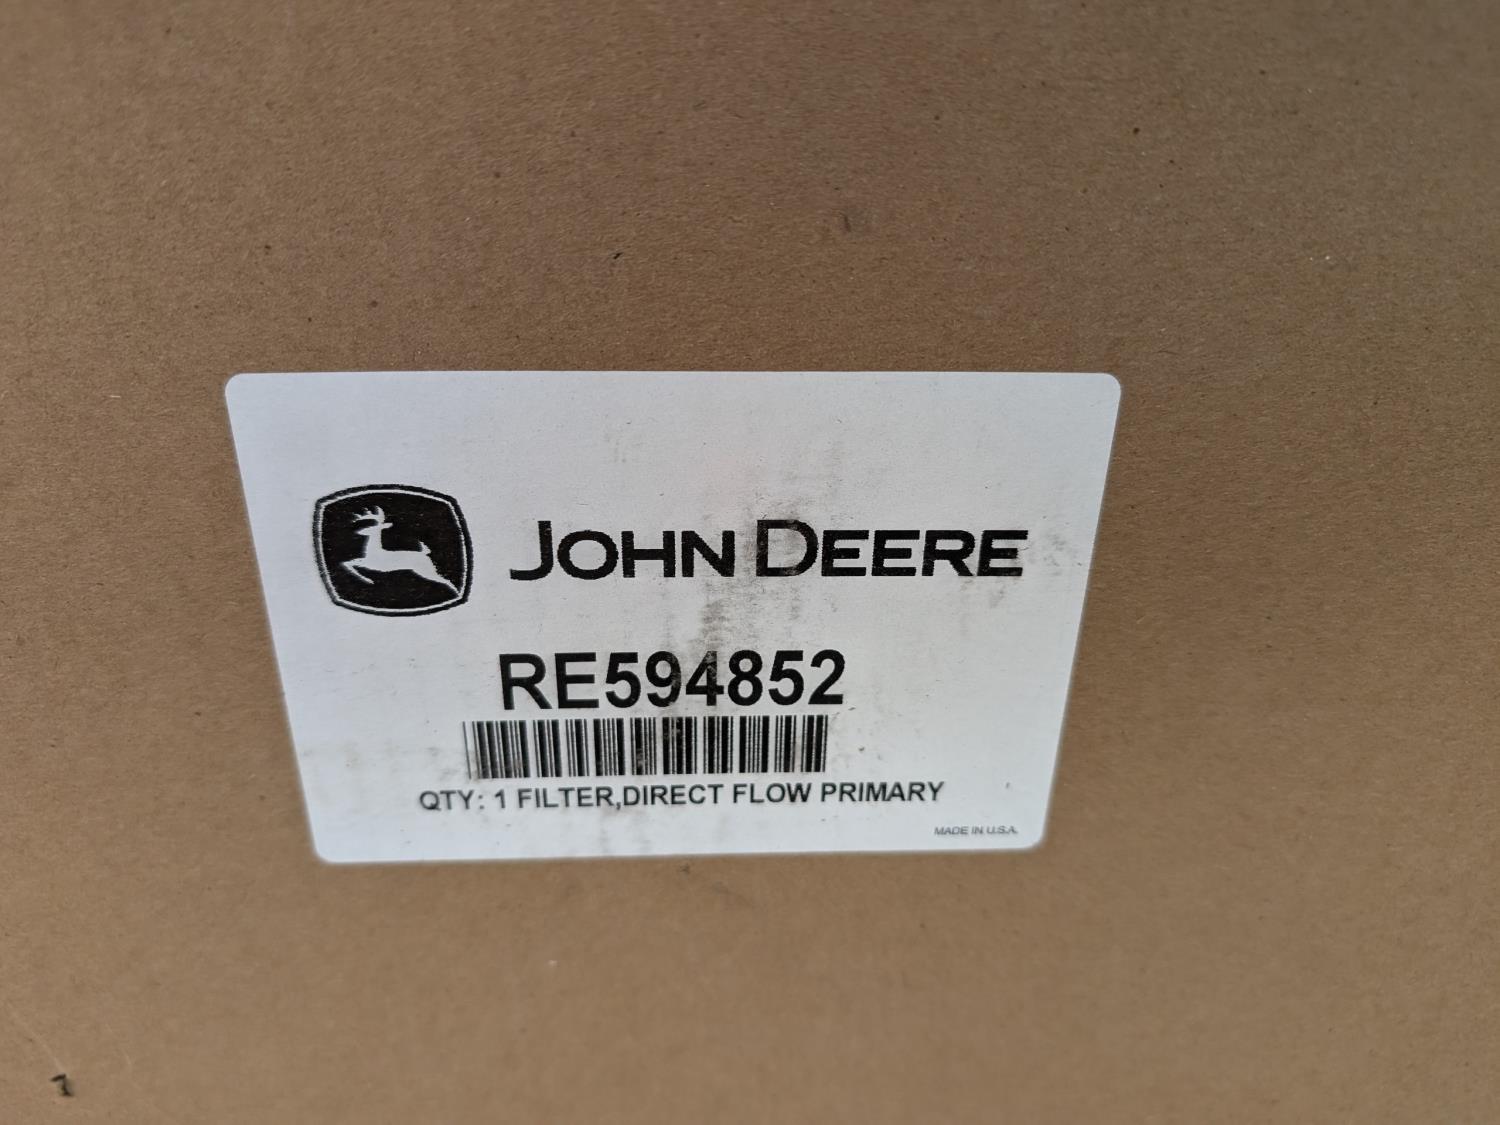 JOHN DEERE
RE594852
QTY: 1 FILTER,DIRECT FLOW PRIMARY
MADE IN U.S.A.